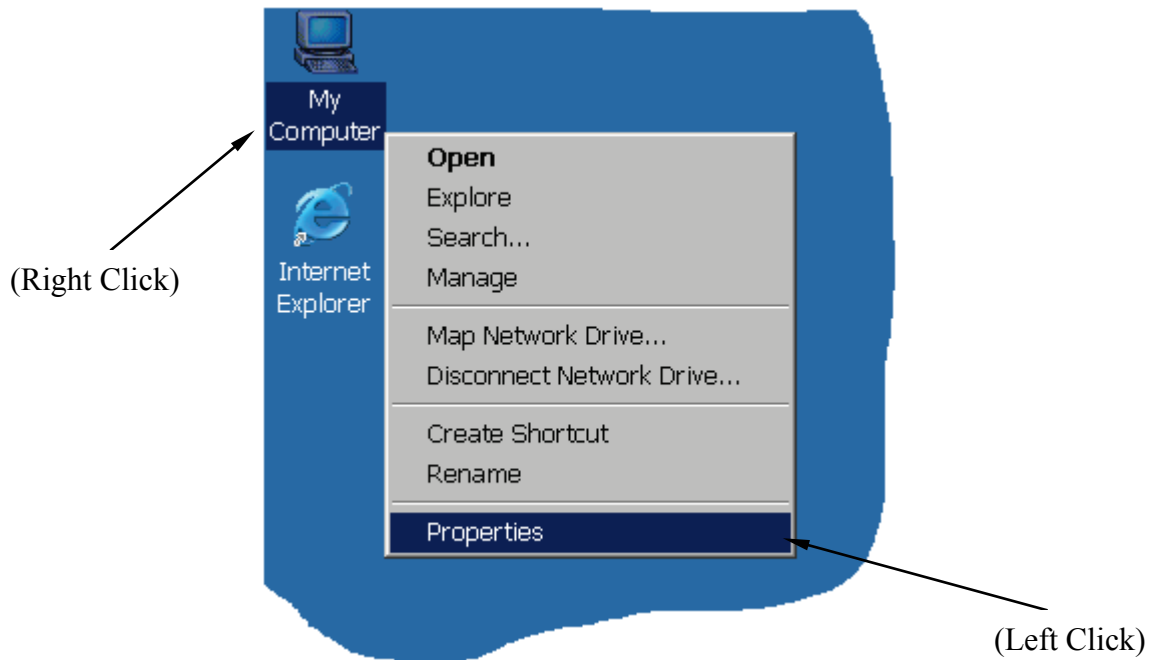 My
Computer
(Right Click)
Internet
Explorer
Open
Explore
Search...
Manage
Map Network Drive...
Disconnect Network Drive...
Create Shortcut
Rename
Properties
(Left Click)